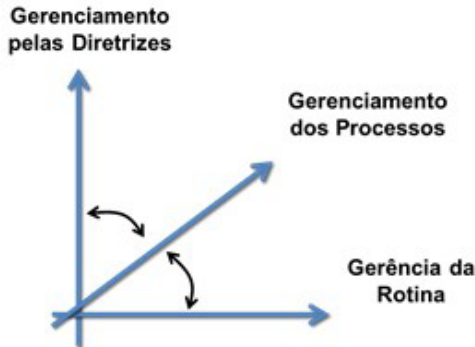 Gerenciamento
pelas Diretrizes
Gerenciamento
dos Processos
Gerência da
Rotina